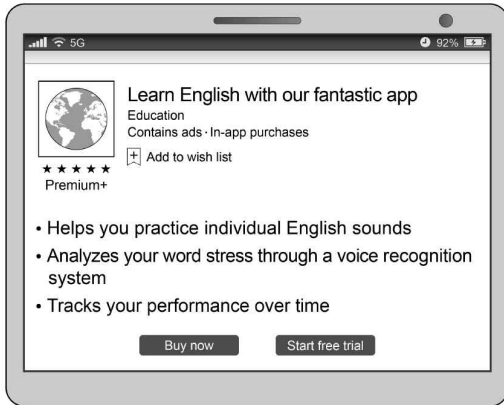 5G 92%
Learn English with our fantastic app
Education
Contains ads · In-app purchases
Add to wish list
★ ★ ★ ★ ★
Premium+
• Helps you practice individual English sounds
• Analyzes your word stress through a voice recognition
system
• Tracks your performance over time
Buy now Start free trial